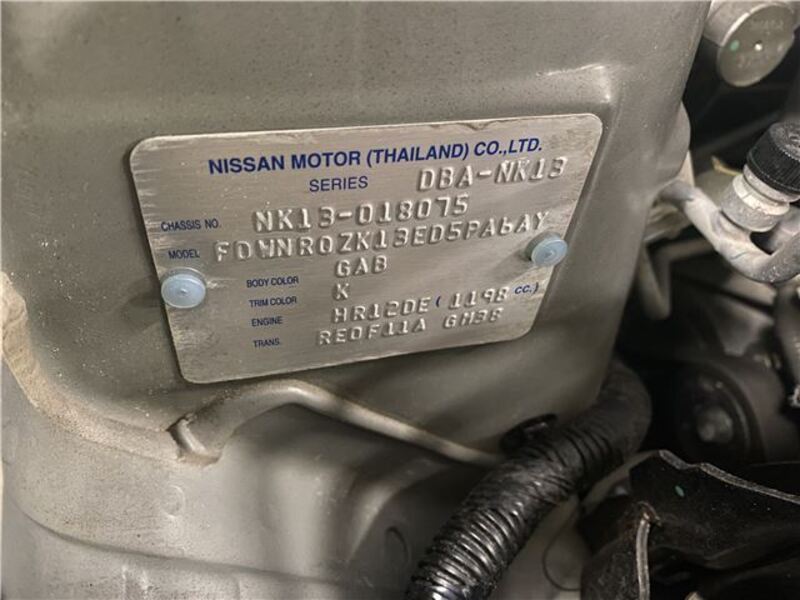 NISSAN MOTOR (THAILAND) CO.,LTD.
SERIES DBA-NK13
CHASSIS NO. NK13-018075
MODEL FDWNR0ZK13ED5PA6AY
BODY COLOR GAB
TRIM COLOR K
ENGINE HR12DE (1198 CC.)
TRANS. RE0F11A GM38